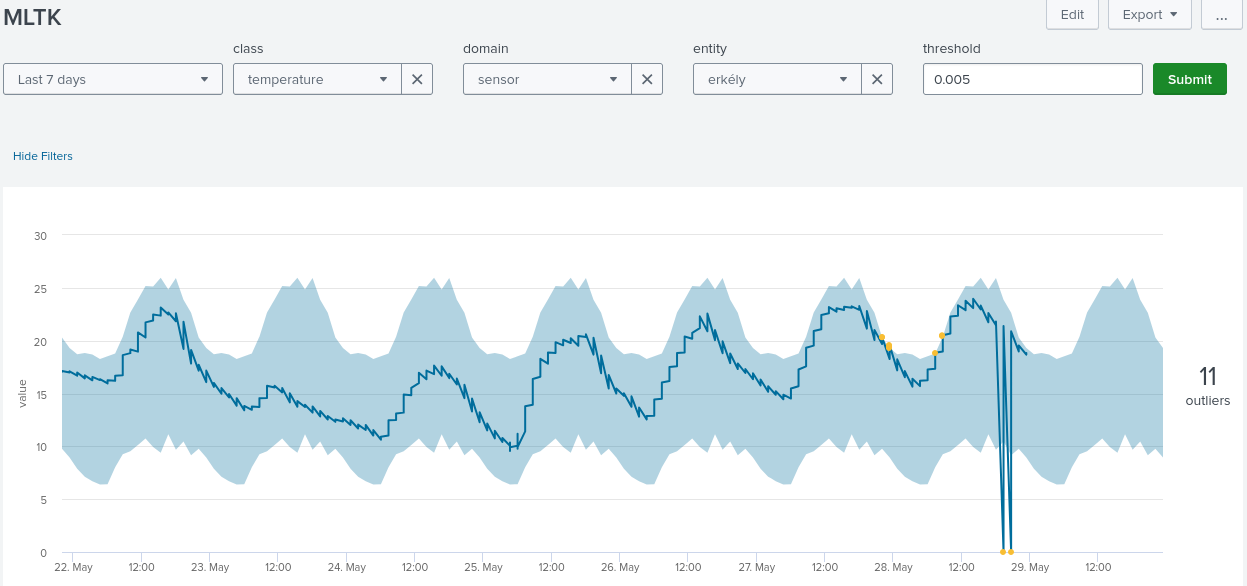 MLTK
Edit
Export
...
class
domain
entity
threshold
Last 7 days
temperature
sensor
erkély
0.005
Submit
Hide Filters
30
25
20
15
10
5
0
value
11
outliers
22. May
12:00
23. May
12:00
24. May
12:00
25. May
12:00
26. May
12:00
27. May
12:00
28. May
12:00
29. May
12:00